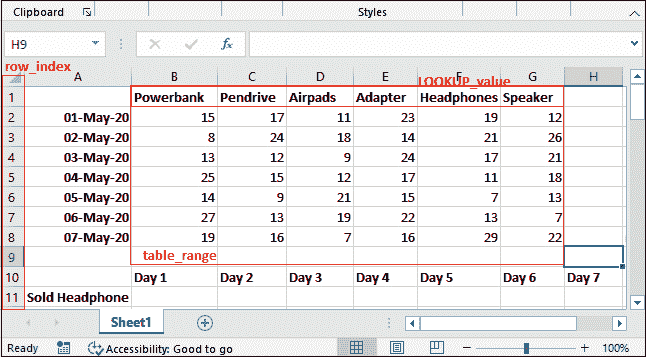 Clipboard Styles
H9 fx
row_index LOOKUP_value
A B C D E F G H
1 Powerbank Pendrive Airpads Adapter Headphones Speaker
2 01-May-20 15 17 11 23 19 12
3 02-May-20 8 24 18 14 21 26
4 03-May-20 13 12 9 24 17 21
5 04-May-20 25 15 12 17 11 18
6 05-May-20 14 9 21 15 7 13
7 06-May-20 27 13 19 22 13 7
8 07-May-20 19 16 7 16 29 22
9 table_range
10 Day 1 Day 2 Day 3 Day 4 Day 5 Day 6 Day 7
11 Sold Headphone
Sheet1
Ready Accessibility: Good to go 100%